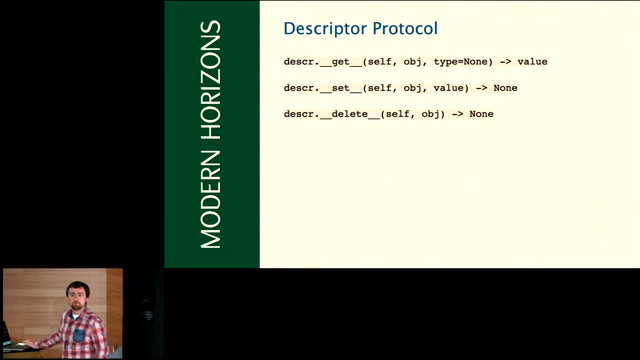 MODERN HORIZONS
Descriptor Protocol
descr.__get__(self, obj, type=None) -> value
descr.__set__(self, obj, value) -> None
descr.__delete__(self, obj) -> None